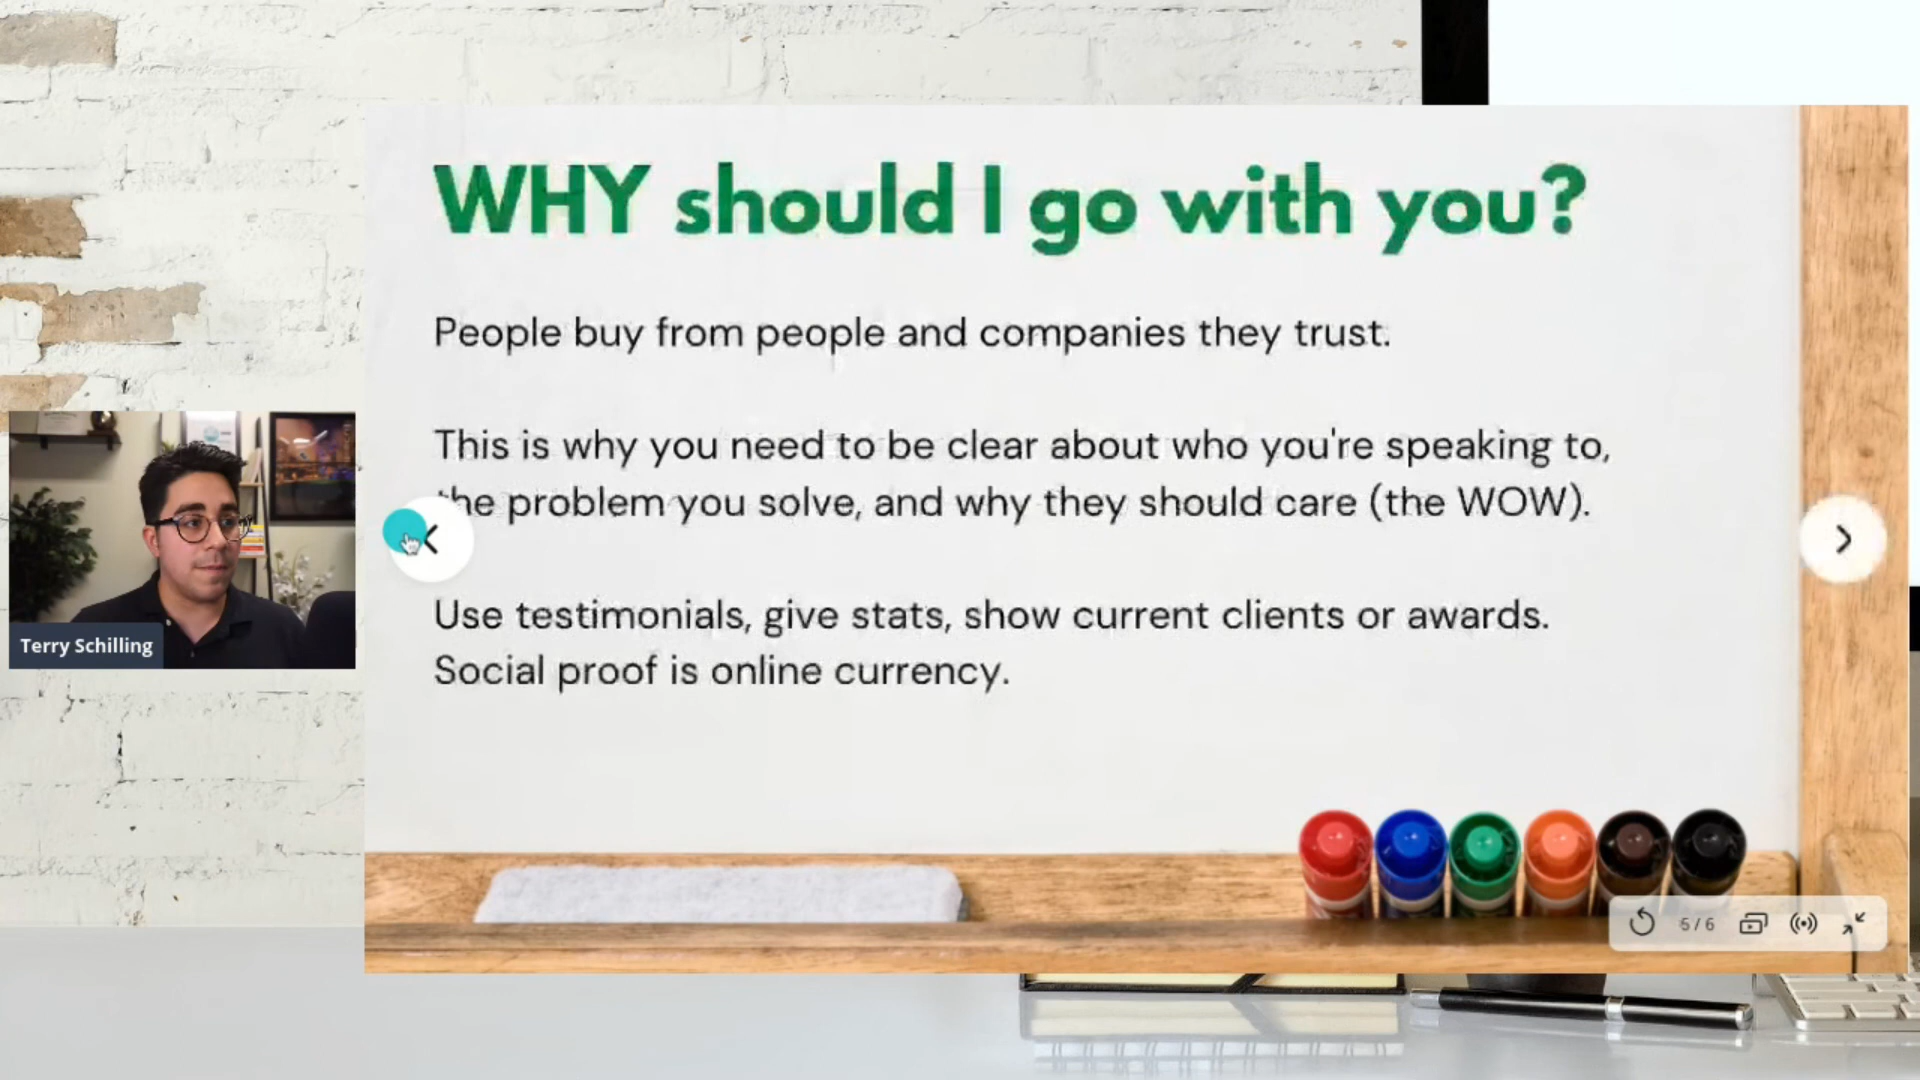 WHY should I go with you?
People buy from people and companies they trust.
This is why you need to be clear about who you're speaking to,
the problem you solve, and why they should care (the WOW).
Use testimonials, give stats, show current clients or awards.
Social proof is online currency.
Terry Schilling
5/6